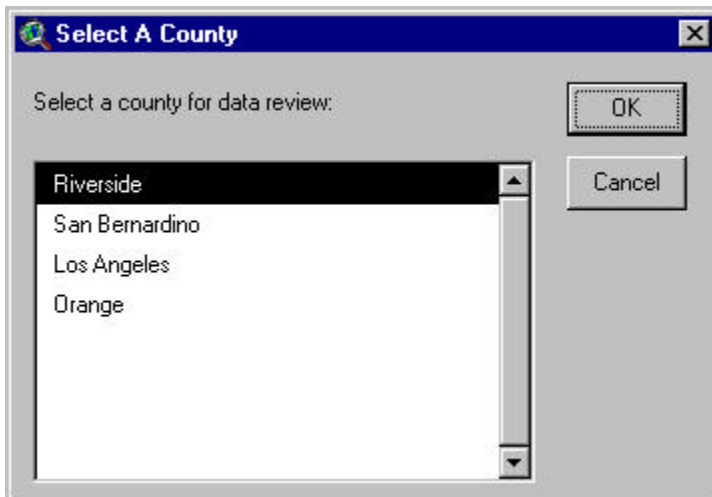 Select A County
Select a county for data review:
OK
Riverside
Cancel
San Bernardino
Los Angeles
Orange